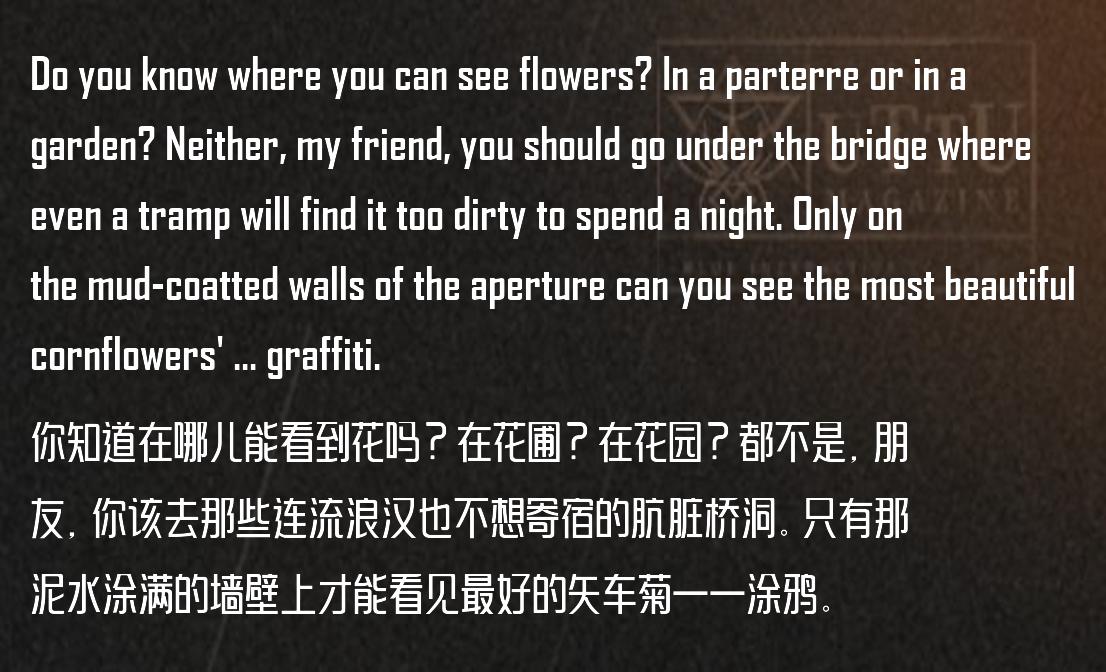 Do you know where you can see flowers? In a parterre or in a
garden? Neither, my friend, you should go under the bridge where
even a tramp will find it too dirty to spend a night. Only on
the mud-coatted walls of the aperture can you see the most beautiful
cornflowers' ... graffiti.
你知道在哪儿能看到花吗？在花圃？在花园？都不是，朋
友，你该去那些连流浪汉也不想寄宿的肮脏桥洞。只有那
泥水涂满的墙壁上才能看见最好的矢车菊——涂鸦。